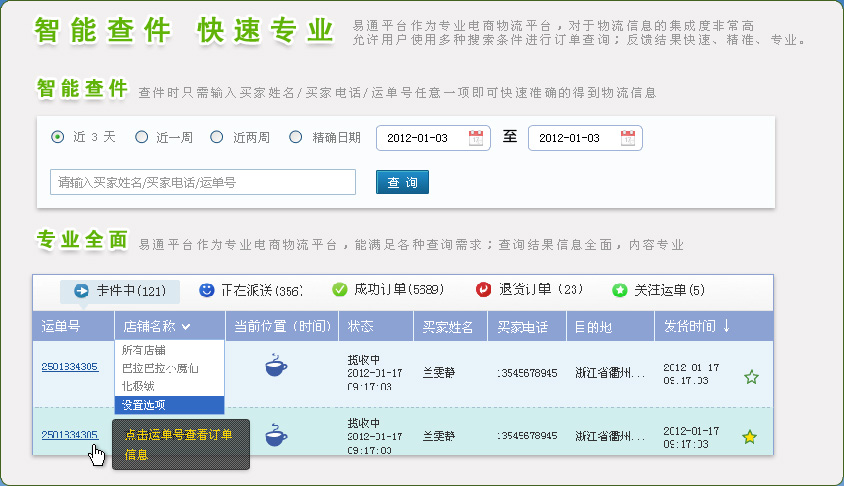 智能查件 快速专业
易通平台作为专业电商物流平台，对于物流信息的集成度非常高
允许用户使用多种搜索条件进行订单查询；反馈结果快速、精准、专业。
智能查件 查件时只需输入买家姓名/买家电话/运单号任意一项即可快速准确的得到物流信息
近 3 天 近一周 近两周 精确日期 2012-01-03 至 2012-01-03
请输入买家姓名/买家电话/运单号 查 询
专业全面 易通平台作为专业电商物流平台，能满足各种查询需求；查询结果信息全面，内容专业
走件中(121) 正在派送(356) 成功订单(5689) 退货订单 (23) 关注运单(5)
运单号 店铺名称 当前位置 (时间) 状态 买家姓名 买家电话 目的地 发货时间 ↓
所有店铺
巴拉巴拉小魔仙
北极绒
设置选项
2501834305 揽收中 2012-01-17 09:17:03 兰雯静 13545678945 浙江省衢州... 2012-01-17 09:17:03
2501834305 揽收中 2012-01-17 09:17:03 兰雯静 13545678945 浙江省衢州... 2012-01-17 09:17:03
点击运单号查看订单
信息